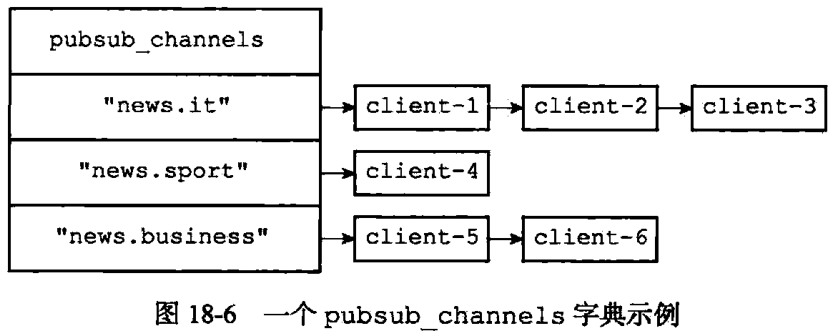 pubsub_channels
"news.it" client-1 client-2 client-3
"news.sport" client-4
"news.business" client-5 client-6
图 18-6 一个 pubsub_channels 字典示例